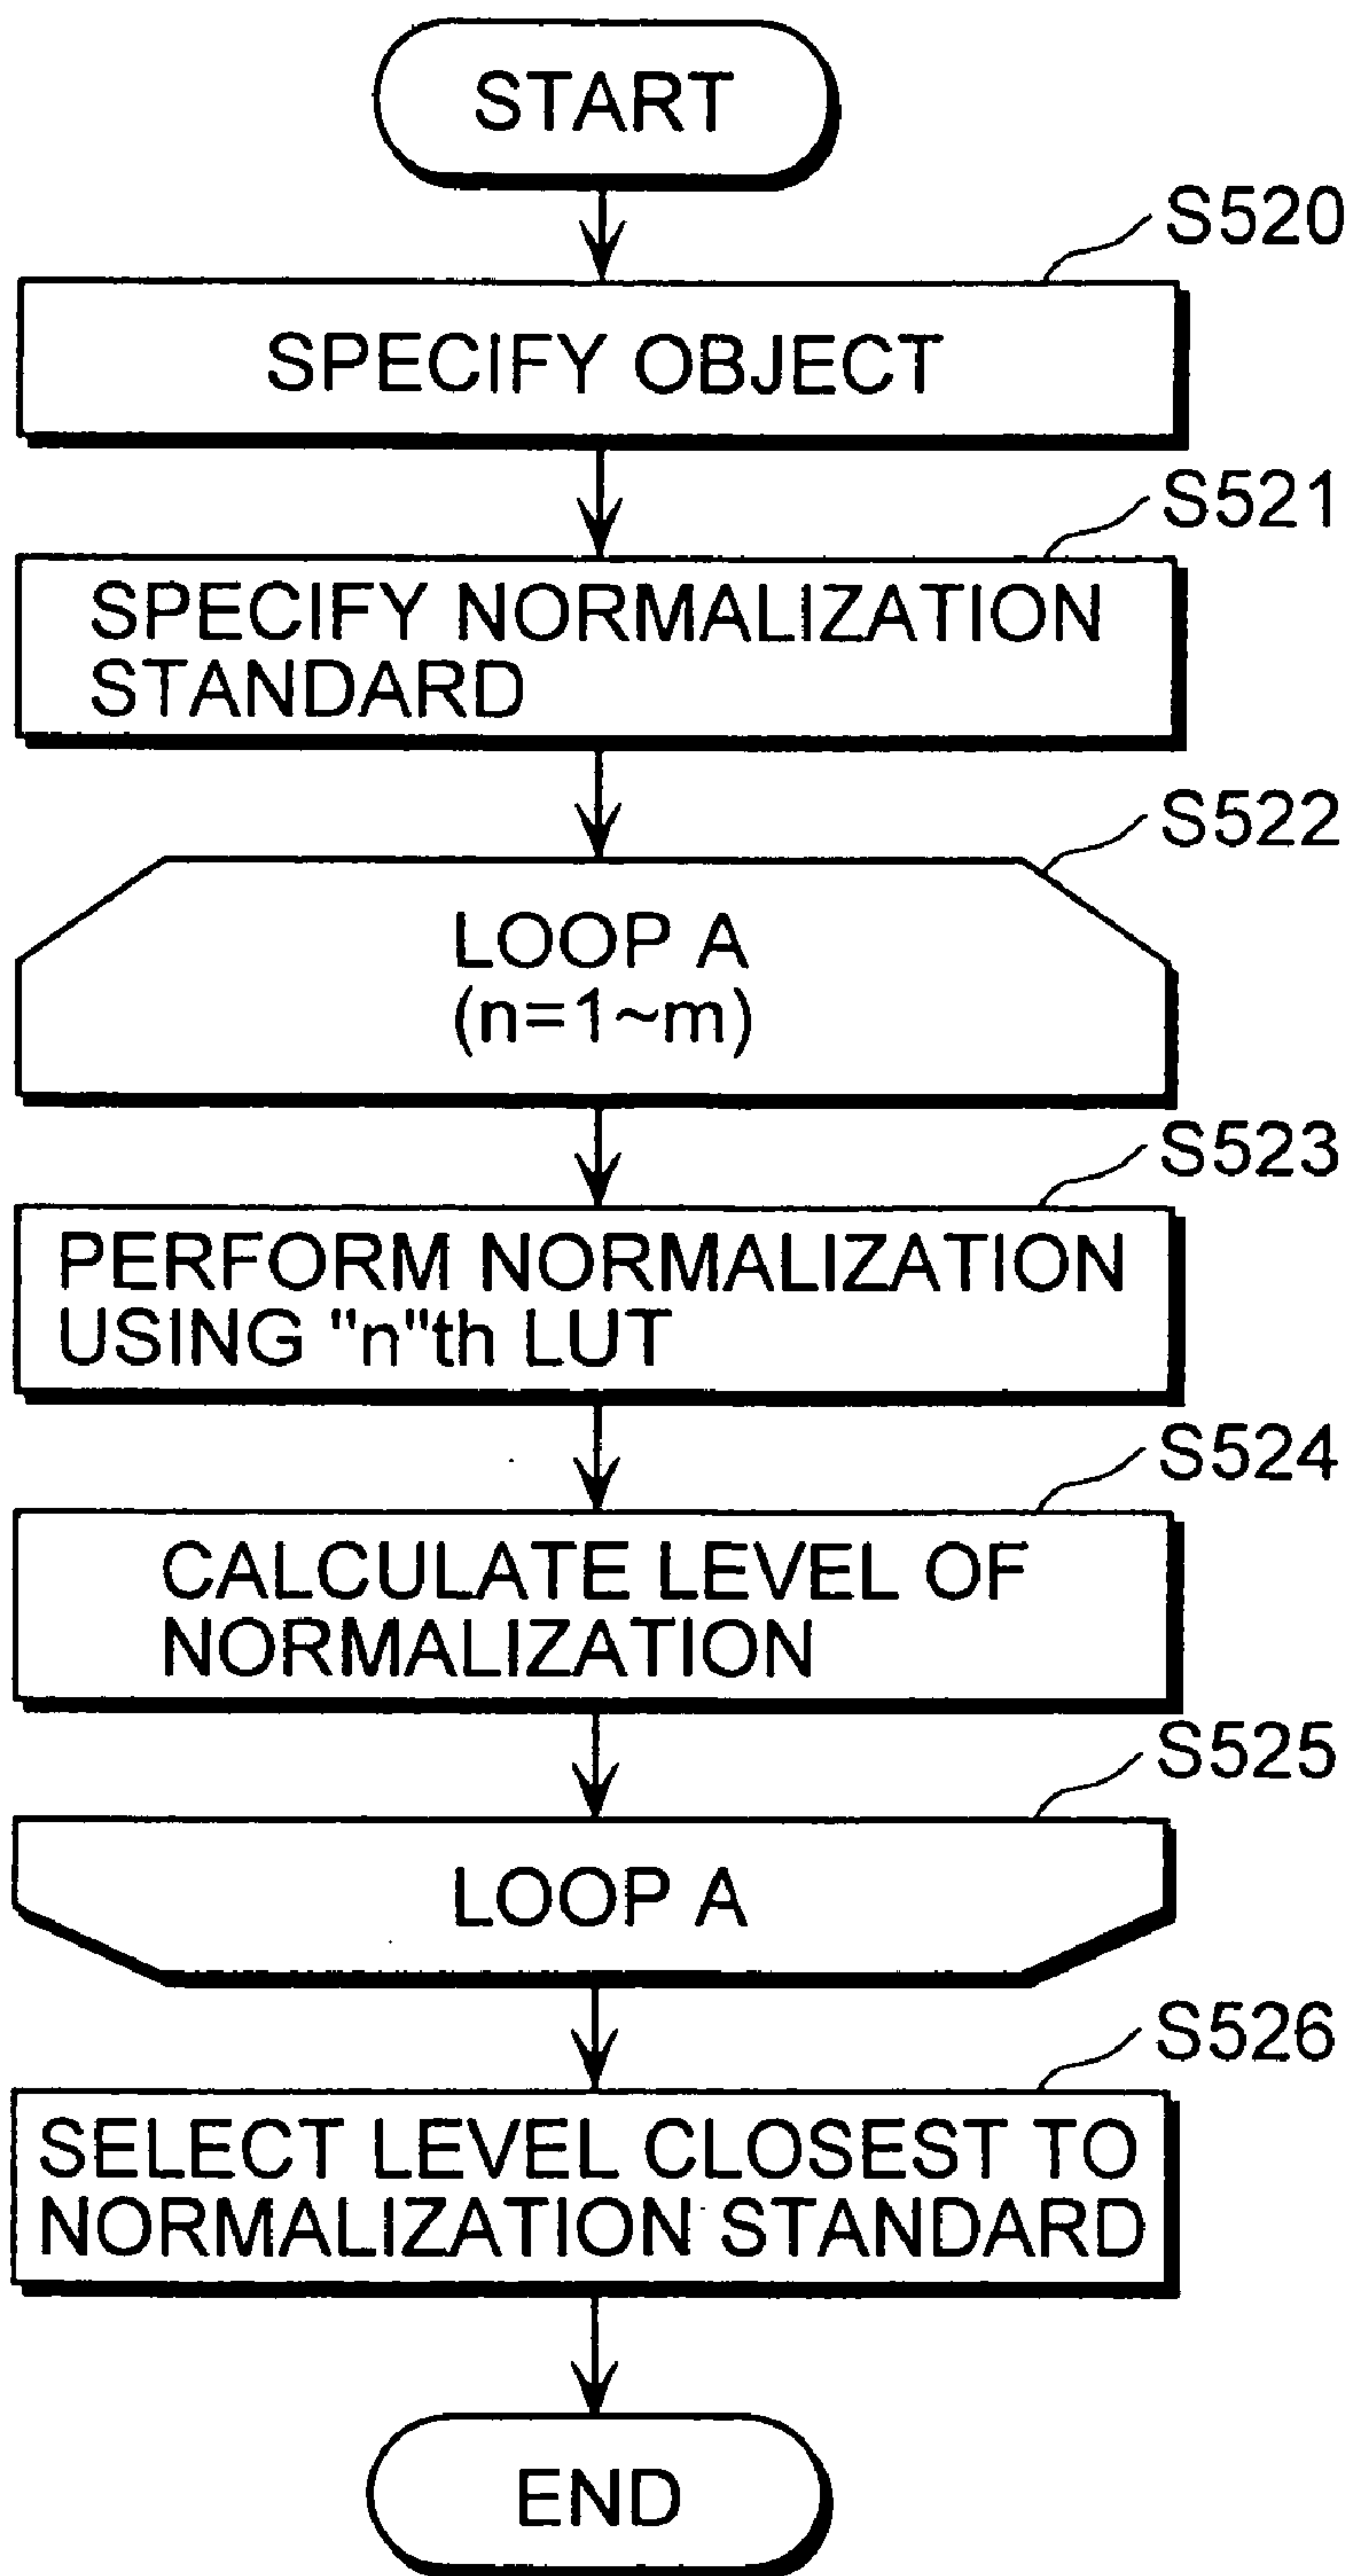 START
S520
SPECIFY OBJECT
S521
SPECIFY NORMALIZATION
STANDARD
S522
LOOP A
(n=1~m)
S523
PERFORM NORMALIZATION
USING "n"th LUT
S524
CALCULATE LEVEL OF
NORMALIZATION
S525
LOOP A
S526
SELECT LEVEL CLOSEST TO
NORMALIZATION STANDARD
END